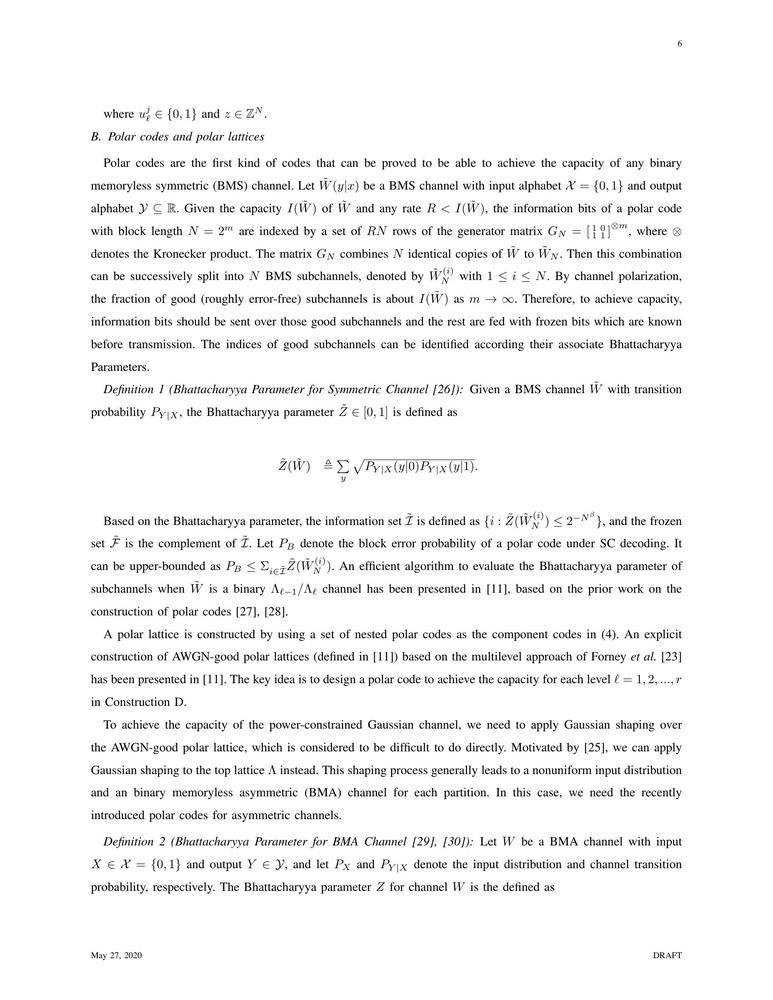 6
where $u_\ell^j \in \{0,1\}$ and $z \in \mathbb{Z}^N$.
B. Polar codes and polar lattices
Polar codes are the first kind of codes that can be proved to be able to achieve the capacity of any binary
memoryless symmetric (BMS) channel. Let $\tilde{W}(y|x)$ be a BMS channel with input alphabet $\mathcal{X} = \{0,1\}$ and output
alphabet $\mathcal{Y} \subseteq \mathbb{R}$. Given the capacity $I(\tilde{W})$ of $\tilde{W}$ and any rate $R < I(\tilde{W})$, the information bits of a polar code
with block length $N = 2^m$ are indexed by a set of $RN$ rows of the generator matrix $G_N = \left[\begin{smallmatrix} 1 & 0 \\ 1 & 1 \end{smallmatrix}\right]^{\otimes m}$, where $\otimes$
denotes the Kronecker product. The matrix $G_N$ combines $N$ identical copies of $\tilde{W}$ to $\tilde{W}_N$. Then this combination
can be successively split into $N$ BMS subchannels, denoted by $\tilde{W}_N^{(i)}$ with $1 \leq i \leq N$. By channel polarization,
the fraction of good (roughly error-free) subchannels is about $I(\tilde{W})$ as $m \to \infty$. Therefore, to achieve capacity,
information bits should be sent over those good subchannels and the rest are fed with frozen bits which are known
before transmission. The indices of good subchannels can be identified according their associate Bhattacharyya
Parameters.
Definition 1 (Bhattacharyya Parameter for Symmetric Channel [26]): Given a BMS channel $\tilde{W}$ with transition
probability $P_{Y|X}$, the Bhattacharyya parameter $\tilde{Z} \in [0,1]$ is defined as
$\tilde{Z}(\tilde{W}) \triangleq \sum_y \sqrt{P_{Y|X}(y|0)P_{Y|X}(y|1)}.$
Based on the Bhattacharyya parameter, the information set $\tilde{\mathcal{I}}$ is defined as $\{i : \tilde{Z}(\tilde{W}_N^{(i)}) \leq 2^{-N^\beta}\}$, and the frozen
set $\tilde{\mathcal{F}}$ is the complement of $\tilde{\mathcal{I}}$. Let $P_B$ denote the block error probability of a polar code under SC decoding. It
can be upper-bounded as $P_B \leq \Sigma_{i \in \tilde{\mathcal{I}}} \tilde{Z}(\tilde{W}_N^{(i)})$. An efficient algorithm to evaluate the Bhattacharyya parameter of
subchannels when $\tilde{W}$ is a binary $\Lambda_{\ell-1}/\Lambda_\ell$ channel has been presented in [11], based on the prior work on the
construction of polar codes [27], [28].
A polar lattice is constructed by using a set of nested polar codes as the component codes in (4). An explicit
construction of AWGN-good polar lattices (defined in [11]) based on the multilevel approach of Forney et al. [23]
has been presented in [11]. The key idea is to design a polar code to achieve the capacity for each level $\ell = 1, 2, ..., r$
in Construction D.
To achieve the capacity of the power-constrained Gaussian channel, we need to apply Gaussian shaping over
the AWGN-good polar lattice, which is considered to be difficult to do directly. Motivated by [25], we can apply
Gaussian shaping to the top lattice $\Lambda$ instead. This shaping process generally leads to a nonuniform input distribution
and an binary memoryless asymmetric (BMA) channel for each partition. In this case, we need the recently
introduced polar codes for asymmetric channels.
Definition 2 (Bhattacharyya Parameter for BMA Channel [29], [30]): Let $W$ be a BMA channel with input
$X \in \mathcal{X} = \{0,1\}$ and output $Y \in \mathcal{Y}$, and let $P_X$ and $P_{Y|X}$ denote the input distribution and channel transition
probability, respectively. The Bhattacharyya parameter $Z$ for channel $W$ is the defined as
May 27, 2020 DRAFT